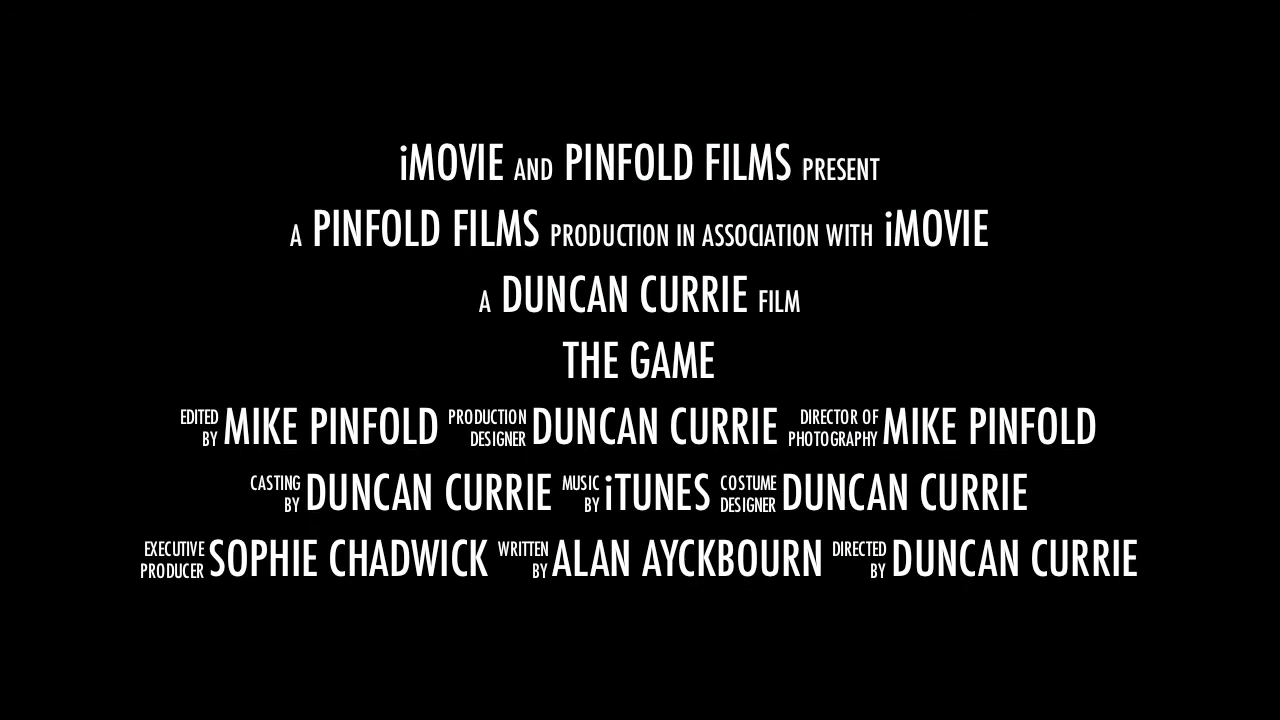 iMOVIE AND PINFOLD FILMS PRESENT
A PINFOLD FILMS PRODUCTION IN ASSOCIATION WITH iMOVIE
A DUNCAN CURRIE FILM
THE GAME
EDITED BY MIKE PINFOLD PRODUCTION DESIGNER DUNCAN CURRIE DIRECTOR OF PHOTOGRAPHY MIKE PINFOLD
CASTING BY DUNCAN CURRIE MUSIC BY iTUNES COSTUME DESIGNER DUNCAN CURRIE
EXECUTIVE PRODUCER SOPHIE CHADWICK WRITTEN BY ALAN AYCKBOURN DIRECTED BY DUNCAN CURRIE